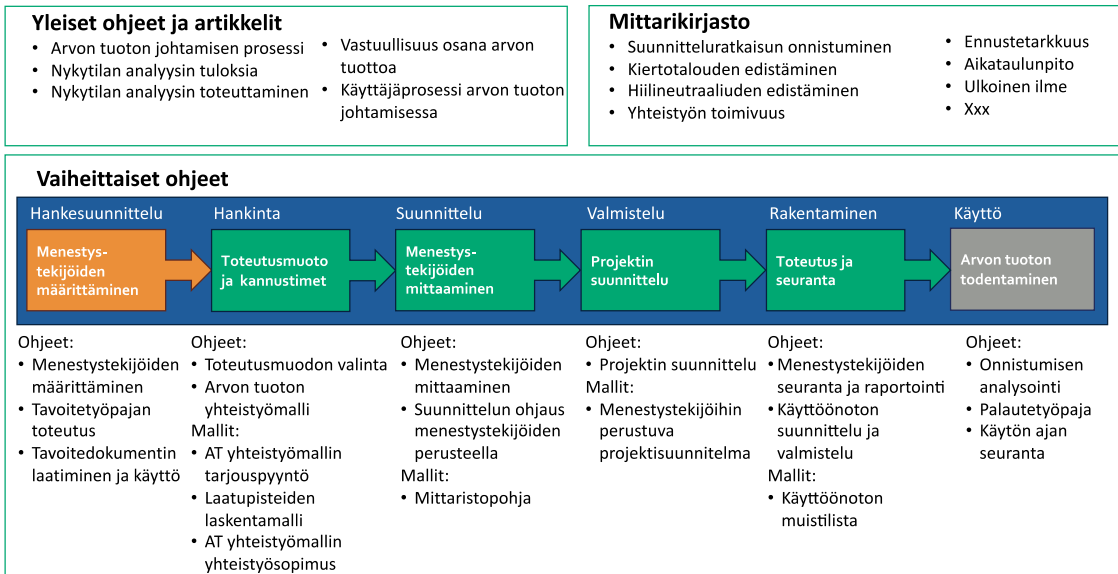 Yleiset ohjeet ja artikkelit
• Arvon tuoton johtamisen prosessi
• Nykytilan analyysin tuloksia
• Nykytilan analyysin toteuttaminen
• Vastuullisuus osana arvon
tuottoa
• Käyttäjäprosessi arvon tuoton
johtamisessa
Mittarikirjasto
• Suunnitteluratkaisun onnistuminen
• Kiertotalouden edistäminen
• Hiilineutraaliuden edistäminen
• Yhteistyön toimivuus
• Ennustetarkkuus
• Aikataulunpito
• Ulkoinen ilme
• Xxx
Vaiheittaiset ohjeet
Hankesuunnittelu
Menestys-
tekijöiden
määrittäminen
Hankinta
Toteutusmuoto
ja kannustimet
Suunnittelu
Menestys-
tekijöiden
mittaaminen
Valmistelu
Projektin
suunnittelu
Rakentaminen
Toteutus ja
seuranta
Käyttö
Arvon tuoton
todentaminen
Ohjeet:
• Menestystekijöiden
määrittäminen
• Tavoitetyöpajan
toteutus
• Tavoitedokumentin
laatiminen ja käyttö
Ohjeet:
• Toteutusmuodon valinta
• Arvon tuoton
yhteistyömalli
Mallit:
• AT yhteistyömallin
tarjouspyyntö
• Laatupisteiden
laskentamalli
• AT yhteistyömallin
yhteistyösopimus
Ohjeet:
• Menestystekijöiden
mittaaminen
• Suunnittelun ohjaus
menestystekijöiden
perusteella
Mallit:
• Mittaristopohja
Ohjeet:
• Projektin suunnittelu
Mallit:
• Menestystekijöihin
perustuva
projektisuunnitelma
Ohjeet:
• Menestystekijöiden
seuranta ja raportointi
• Käyttöönoton
suunnittelu ja
valmistelu
Mallit:
• Käyttöönoton
muistilista
Ohjeet:
• Onnistumisen
analysointi
• Palautetyöpaja
• Käytön ajan
seuranta